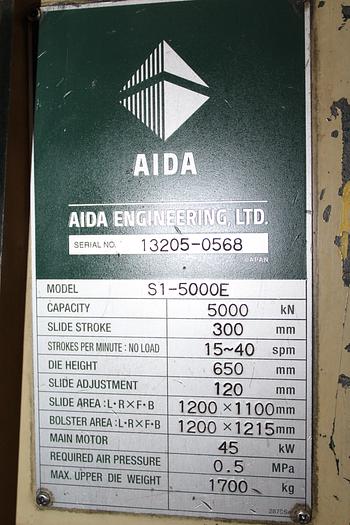 AIDA
AIDA ENGINEERING, LTD.
SERIAL NO. 13205-0568
JAPAN
MODEL S1-5000E
CAPACITY 5000 kN
SLIDE STROKE 300 mm
STROKES PER MINUTE : NO LOAD 15~40 spm
DIE HEIGHT 650 mm
SLIDE ADJUSTMENT 120 mm
SLIDE AREA : L·R×F·B 1200×1100mm
BOLSTER AREA : L·R×F·B 1200×1215mm
MAIN MOTOR 45 kW
REQUIRED AIR PRESSURE 0.5 MPa
MAX. UPPER DIE WEIGHT 1700 kg